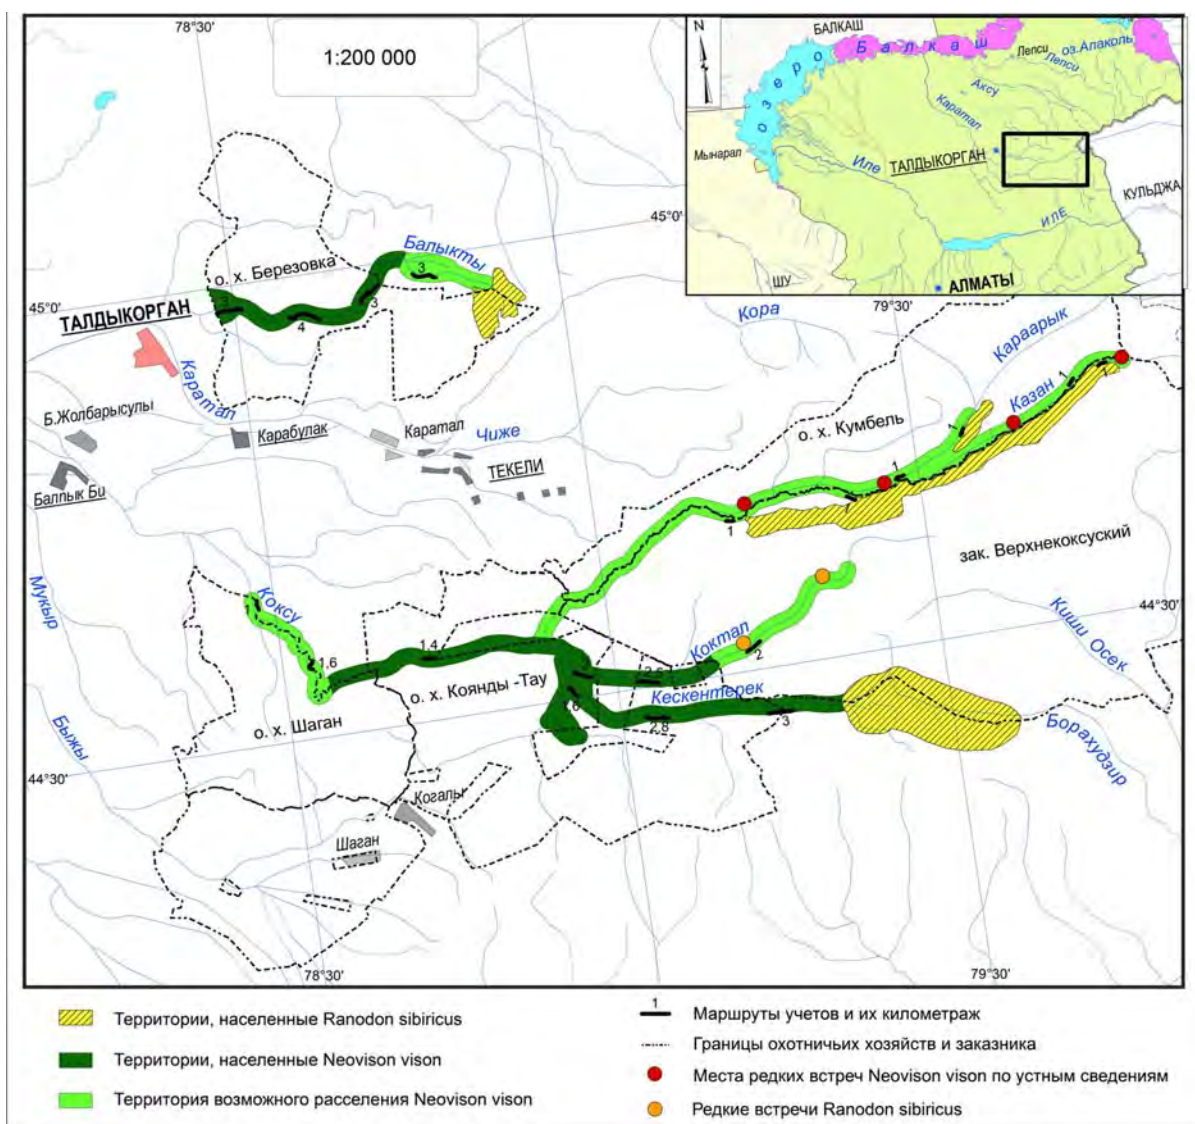 78°30'
1:200 000
N
БАЛКАШ
озеро Балкаш
Лепси
оз.Алаколь
Лепси
Аксу
Каратал
Мынарал
Иле
ТАЛДЫКОРГАН
КУЛЬДЖА
ИЛЕ
ШУ
АЛМАТЫ
45°0'
Балыкты
3
о. х. Березовка
3
4
3
45°0'
ТАЛДЫКОРГАН
79°30'
Кора
Караарык
Каратал
Казан
1
1
Б.Жолбарысулы
Карабулак
Каратал
Чиже
о. х. Кумбель
ТЕКЕЛИ
Балпык Би
1
1
1
зак. Верхнекоксуский
Мукыр
Коксу
1
1,6
1.4
Коктал
2
44°30'
Киши Осек
о. х. Коянды -Тау
Кескентерек
2,8
3
о. х. Шаган
Быжы
Борахудзир
44°30'
Когалы
Шаган
78°30'
79°30'
Территории, населенные Ranodon sibiricus
Территории, населенные Neovison vison
Территория возможного расселения Neovison vison
1
Маршруты учетов и их километраж
Границы охотничьих хозяйств и заказника
Места редких встреч Neovison vison по устным сведениям
Редкие встречи Ranodon sibiricus